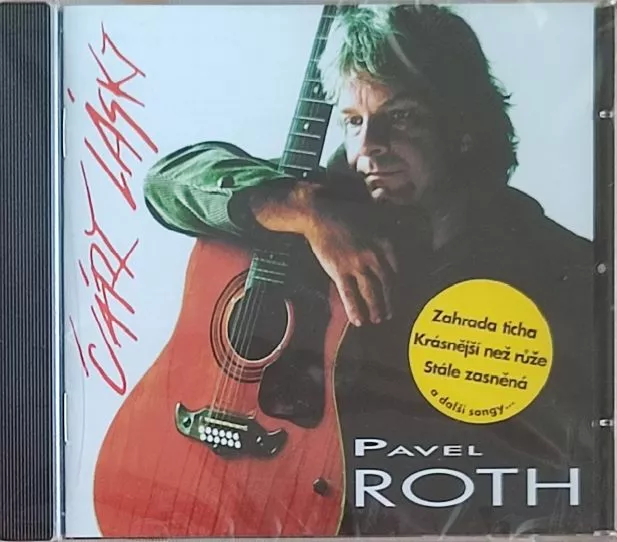 ČÁRY LÁSKY
Zahrada ticha
Krásnější než růže
Stále zasněná
a další songy...
PAVEL
ROTH